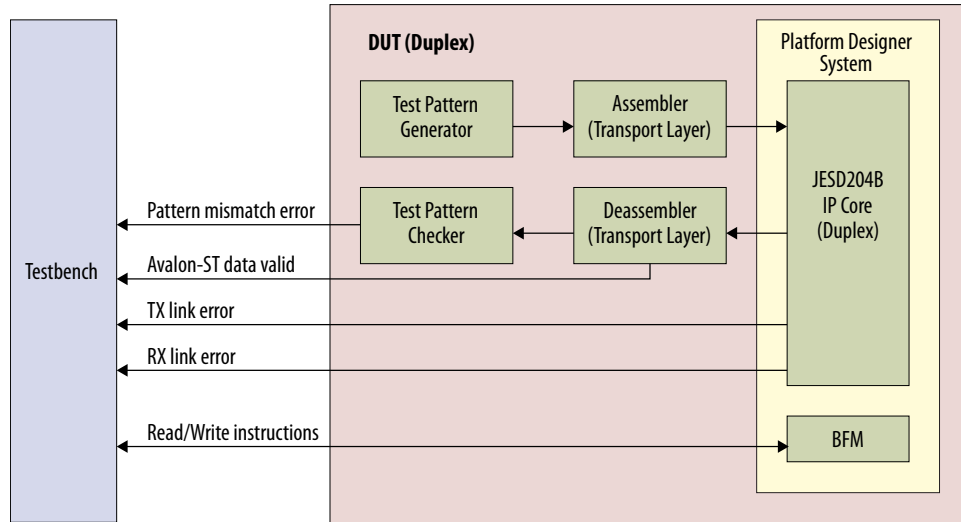 DUT (Duplex)
Platform Designer
System
Test Pattern
Generator
Assembler
(Transport Layer)
JESD204B
IP Core
(Duplex)
Pattern mismatch error
Test Pattern
Checker
Deassembler
(Transport Layer)
Testbench
Avalon-ST data valid
TX link error
RX link error
Read/Write instructions
BFM